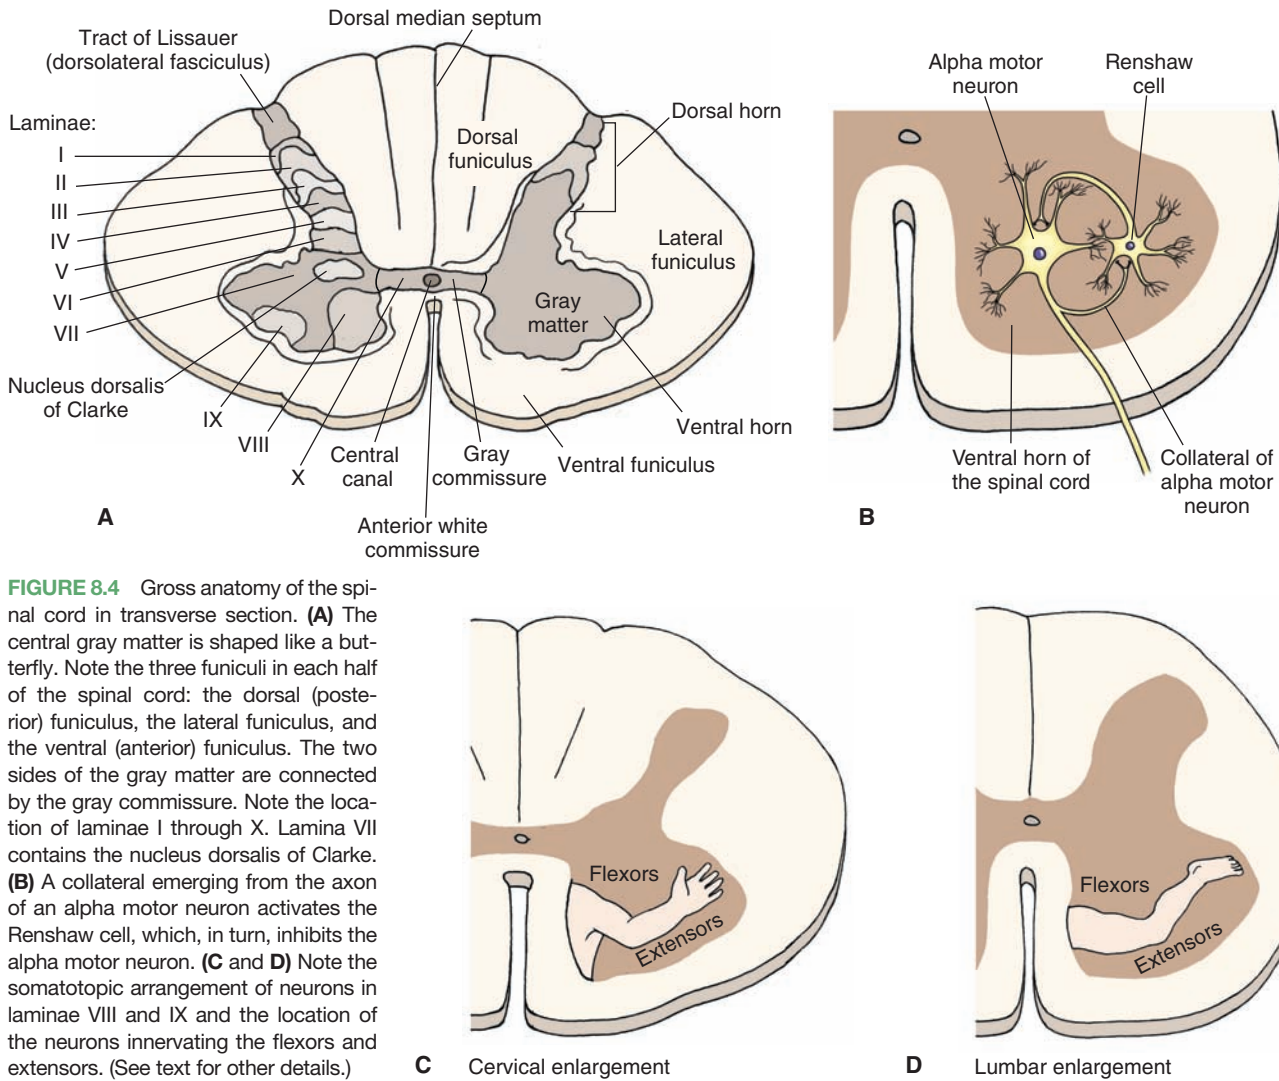 Dorsal median septum
Tract of Lissauer
(dorsolateral fasciculus)
Laminae:
I
II
III
IV
V
VI
VII
Nucleus dorsalis
of Clarke
IX
VIII
X
Central
canal
Gray
commissure
Anterior white
commissure
Ventral funiculus
Ventral horn
Dorsal horn
Dorsal
funiculus
Lateral
funiculus
Gray
matter
A
Alpha motor
neuron
Renshaw
cell
Ventral horn of
the spinal cord
Collateral of
alpha motor
neuron
B
FIGURE 8.4 Gross anatomy of the spi-
nal cord in transverse section. (A) The
central gray matter is shaped like a but-
terfly. Note the three funiculi in each half
of the spinal cord: the dorsal (poste-
rior) funiculus, the lateral funiculus, and
the ventral (anterior) funiculus. The two
sides of the gray matter are connected
by the gray commissure. Note the loca-
tion of laminae I through X. Lamina VII
contains the nucleus dorsalis of Clarke.
(B) A collateral emerging from the axon
of an alpha motor neuron activates the
Renshaw cell, which, in turn, inhibits the
alpha motor neuron. (C and D) Note the
somatotopic arrangement of neurons in
laminae VIII and IX and the location of
the neurons innervating the flexors and
extensors. (See text for other details.)
Flexors
Extensors
C Cervical enlargement
Flexors
Extensors
D Lumbar enlargement